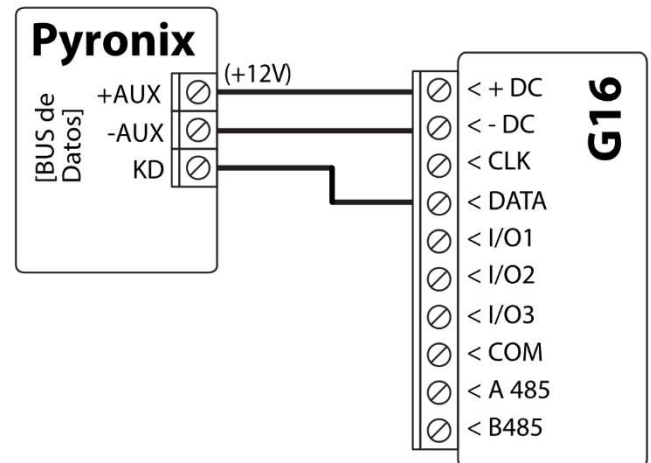 Pyronix
(+12V)
+AUX
-AUX
KD
[BUS de
Datos]
G16
< + DC
< - DC
< CLK
< DATA
< I/O1
< I/O2
< I/O3
< COM
< A 485
< B485